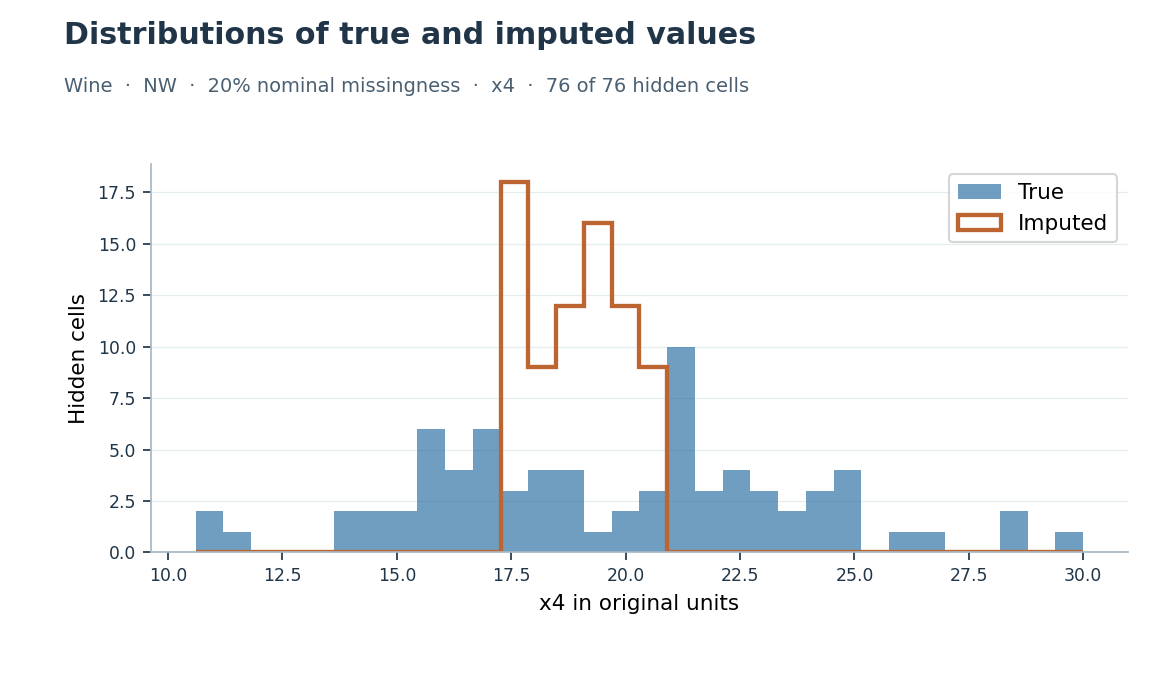 Distributions of true and imputed values
Wine · NW · 20% nominal missingness · x4 · 76 of 76 hidden cells
True
Imputed
Hidden cells
17.5
15.0
12.5
10.0
7.5
5.0
2.5
0.0
10.0 12.5 15.0 17.5 20.0 22.5 25.0 27.5 30.0
x4 in original units